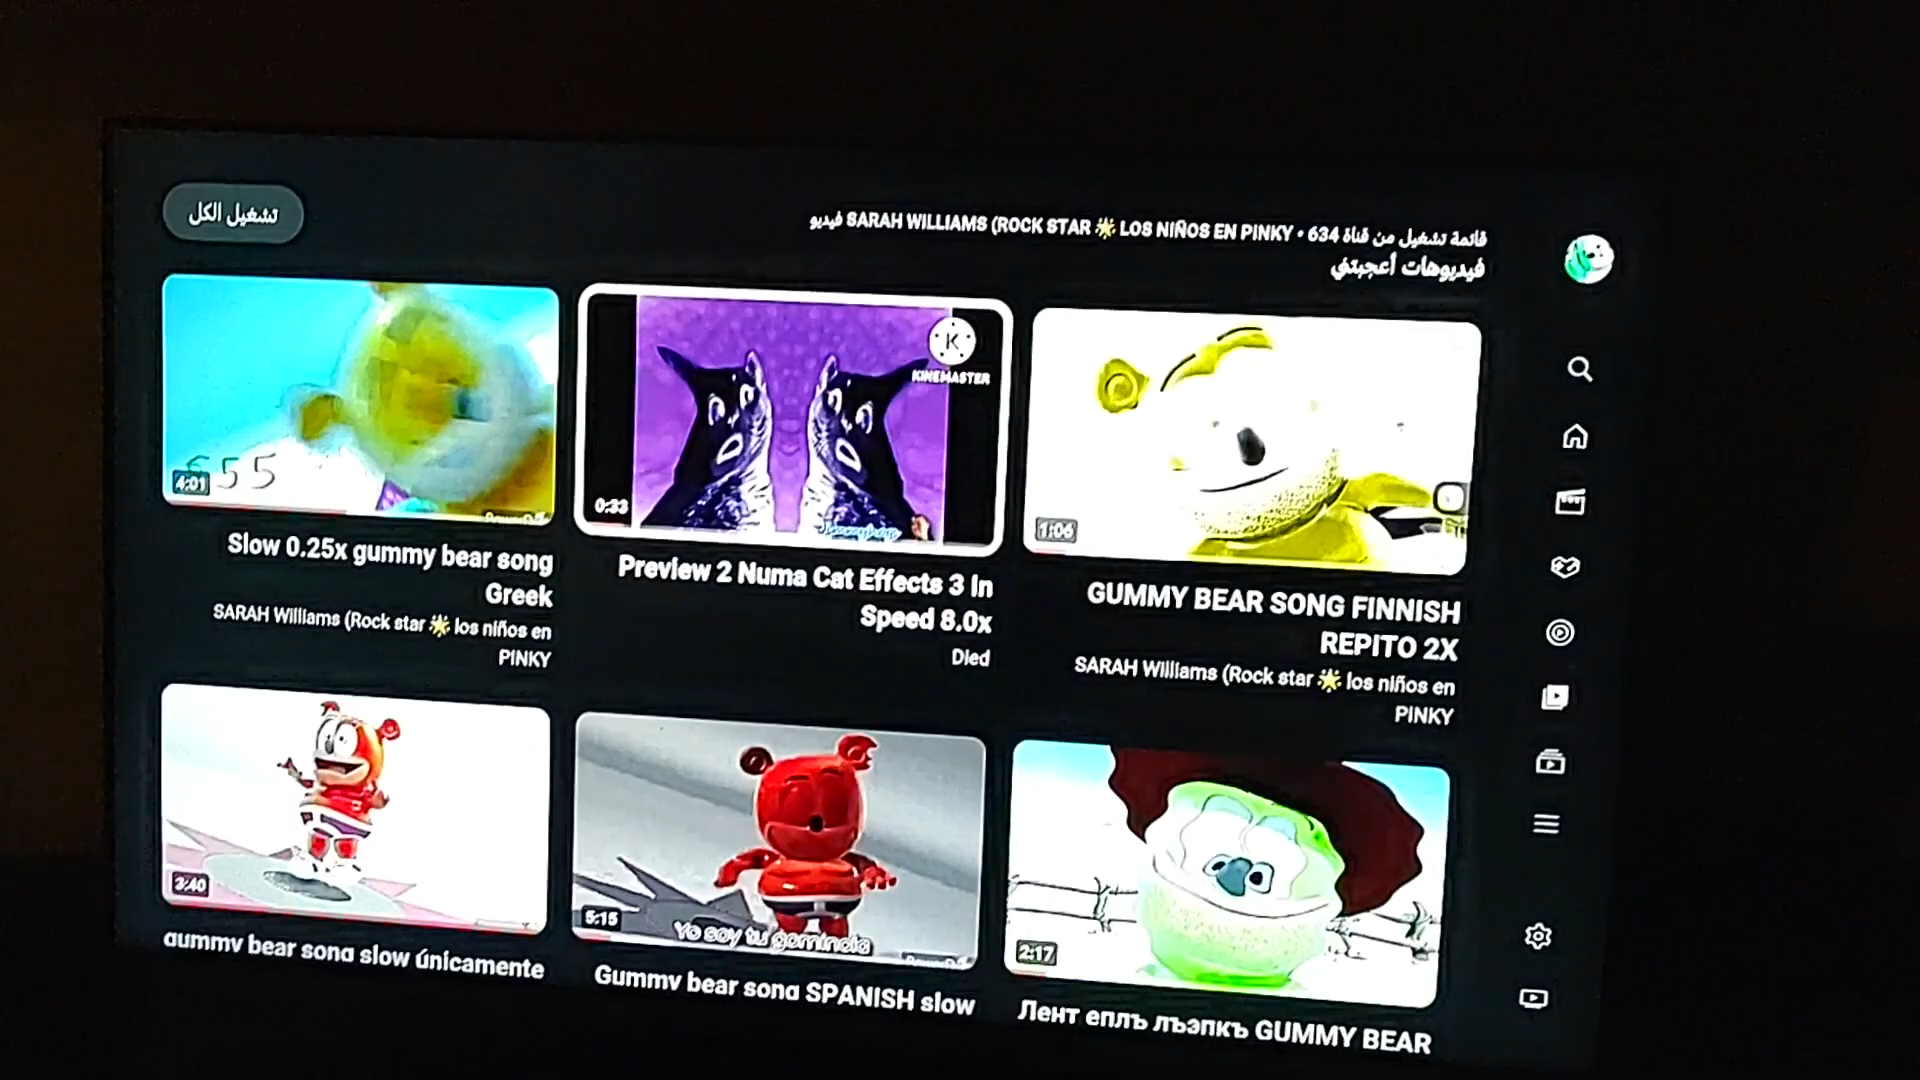 تشغيل الكل
قائمة تشغيل من قناة SARAH WILLIAMS (ROCK STAR 🌟 LOS NIÑOS EN PINKY • 634 فيديو
فيديوهات أعجبتني
1:06
GUMMY BEAR SONG FINNISH
REPITO 2X
SARAH Williams (Rock star 🌟 los niños en
PINKY
K
KINEMASTER
0:33
Preview 2 Numa Cat Effects 3 in
Speed 8.0x
Died
655
4:01
Slow 0.25x gummy bear song
Greek
SARAH Williams (Rock star 🌟 los niños en
PINKY
2:17
Лент еплъ лъэпкъ GUMMY BEAR
Yo soy tu gominola
5:15
Gummy bear song SPANISH slow
3:40
gummy bear song slow únicamente